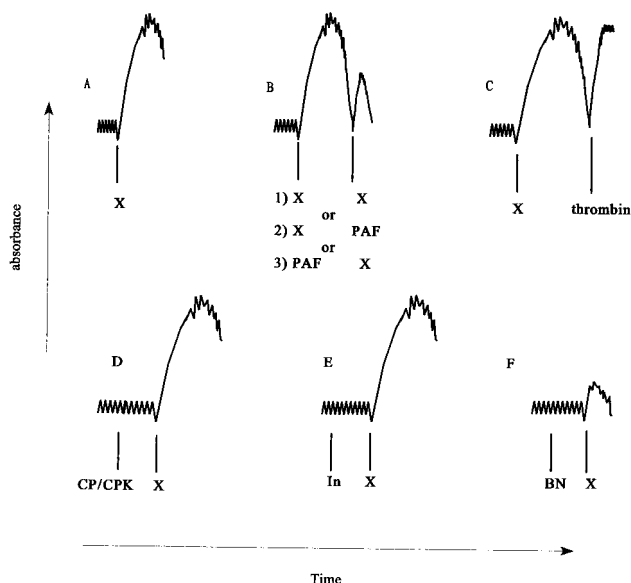 A
B
C
absorbance
X
1) X X
or
2) X PAF
or
3) PAF X
X thrombin
D
E
F
CP/CPK X
In X
BN X
Time